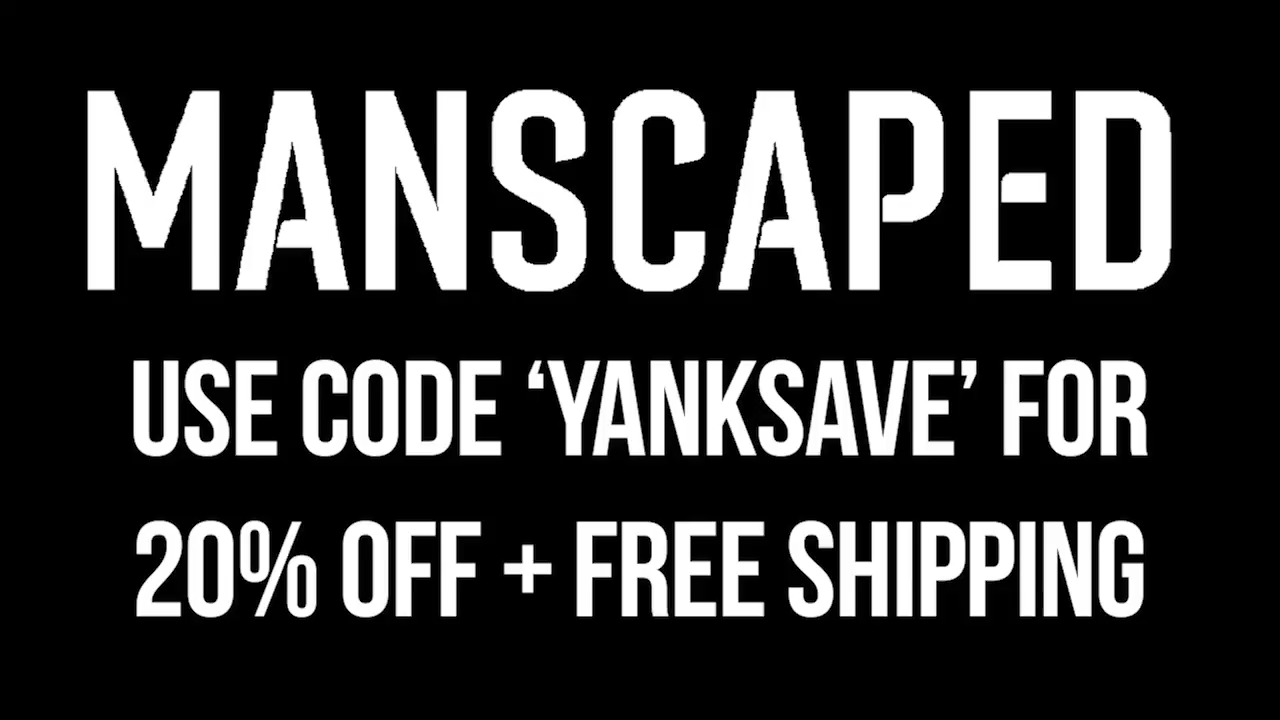 MANSCAPED
USE CODE ‘YANKSAVE’ FOR
20% OFF + FREE SHIPPING